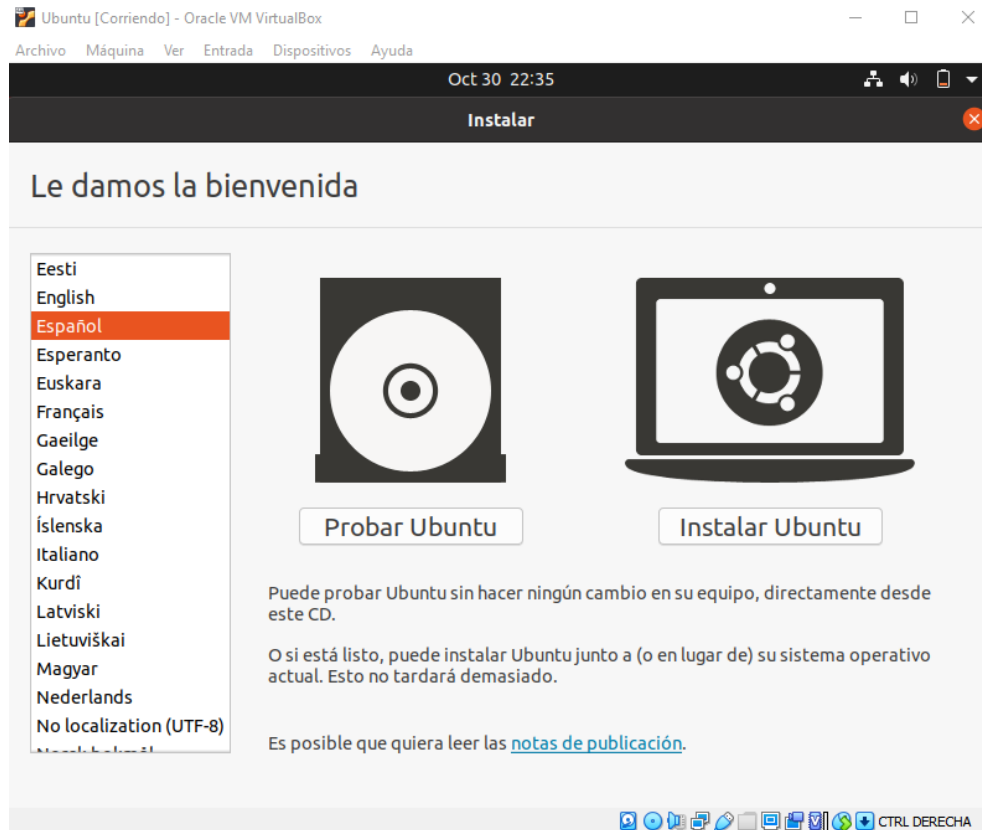 Ubuntu [Corriendo] - Oracle VM VirtualBox
Archivo Máquina Ver Entrada Dispositivos Ayuda
Oct 30 22:35
Instalar
Le damos la bienvenida
Eesti
English
Español
Esperanto
Euskara
Français
Gaeilge
Galego
Hrvatski
Íslenska
Italiano
Kurdî
Latviski
Lietuviškai
Magyar
Nederlands
No localization (UTF-8)
Probar Ubuntu
Instalar Ubuntu
Puede probar Ubuntu sin hacer ningún cambio en su equipo, directamente desde
este CD.
O si está listo, puede instalar Ubuntu junto a (o en lugar de) su sistema operativo
actual. Esto no tardará demasiado.
Es posible que quiera leer las notas de publicación.
CTRL DERECHA